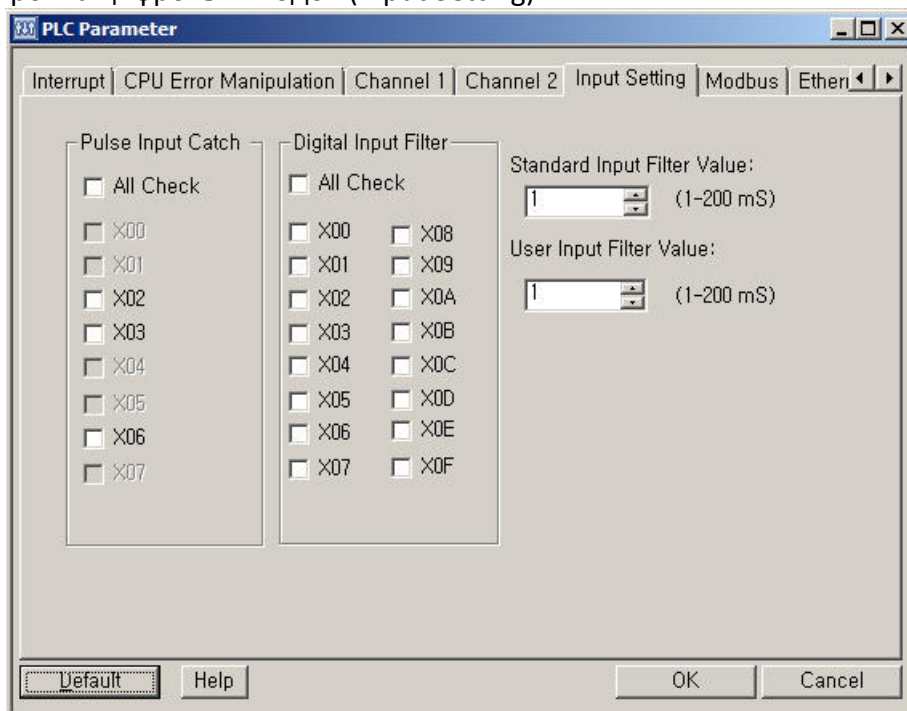 (Input Setting)
PLC Parameter
Interrupt CPU Error Manipulation Channel 1 Channel 2 Input Setting Modbus Ether
Pulse Input Catch
All Check
X00
X01
X02
X03
X04
X05
X06
X07
Digital Input Filter
All Check
X00 X08
X01 X09
X02 X0A
X03 X0B
X04 X0C
X05 X0D
X06 X0E
X07 X0F
Standard Input Filter Value:
1 (1-200 mS)
User Input Filter Value:
1 (1-200 mS)
Default Help OK Cancel